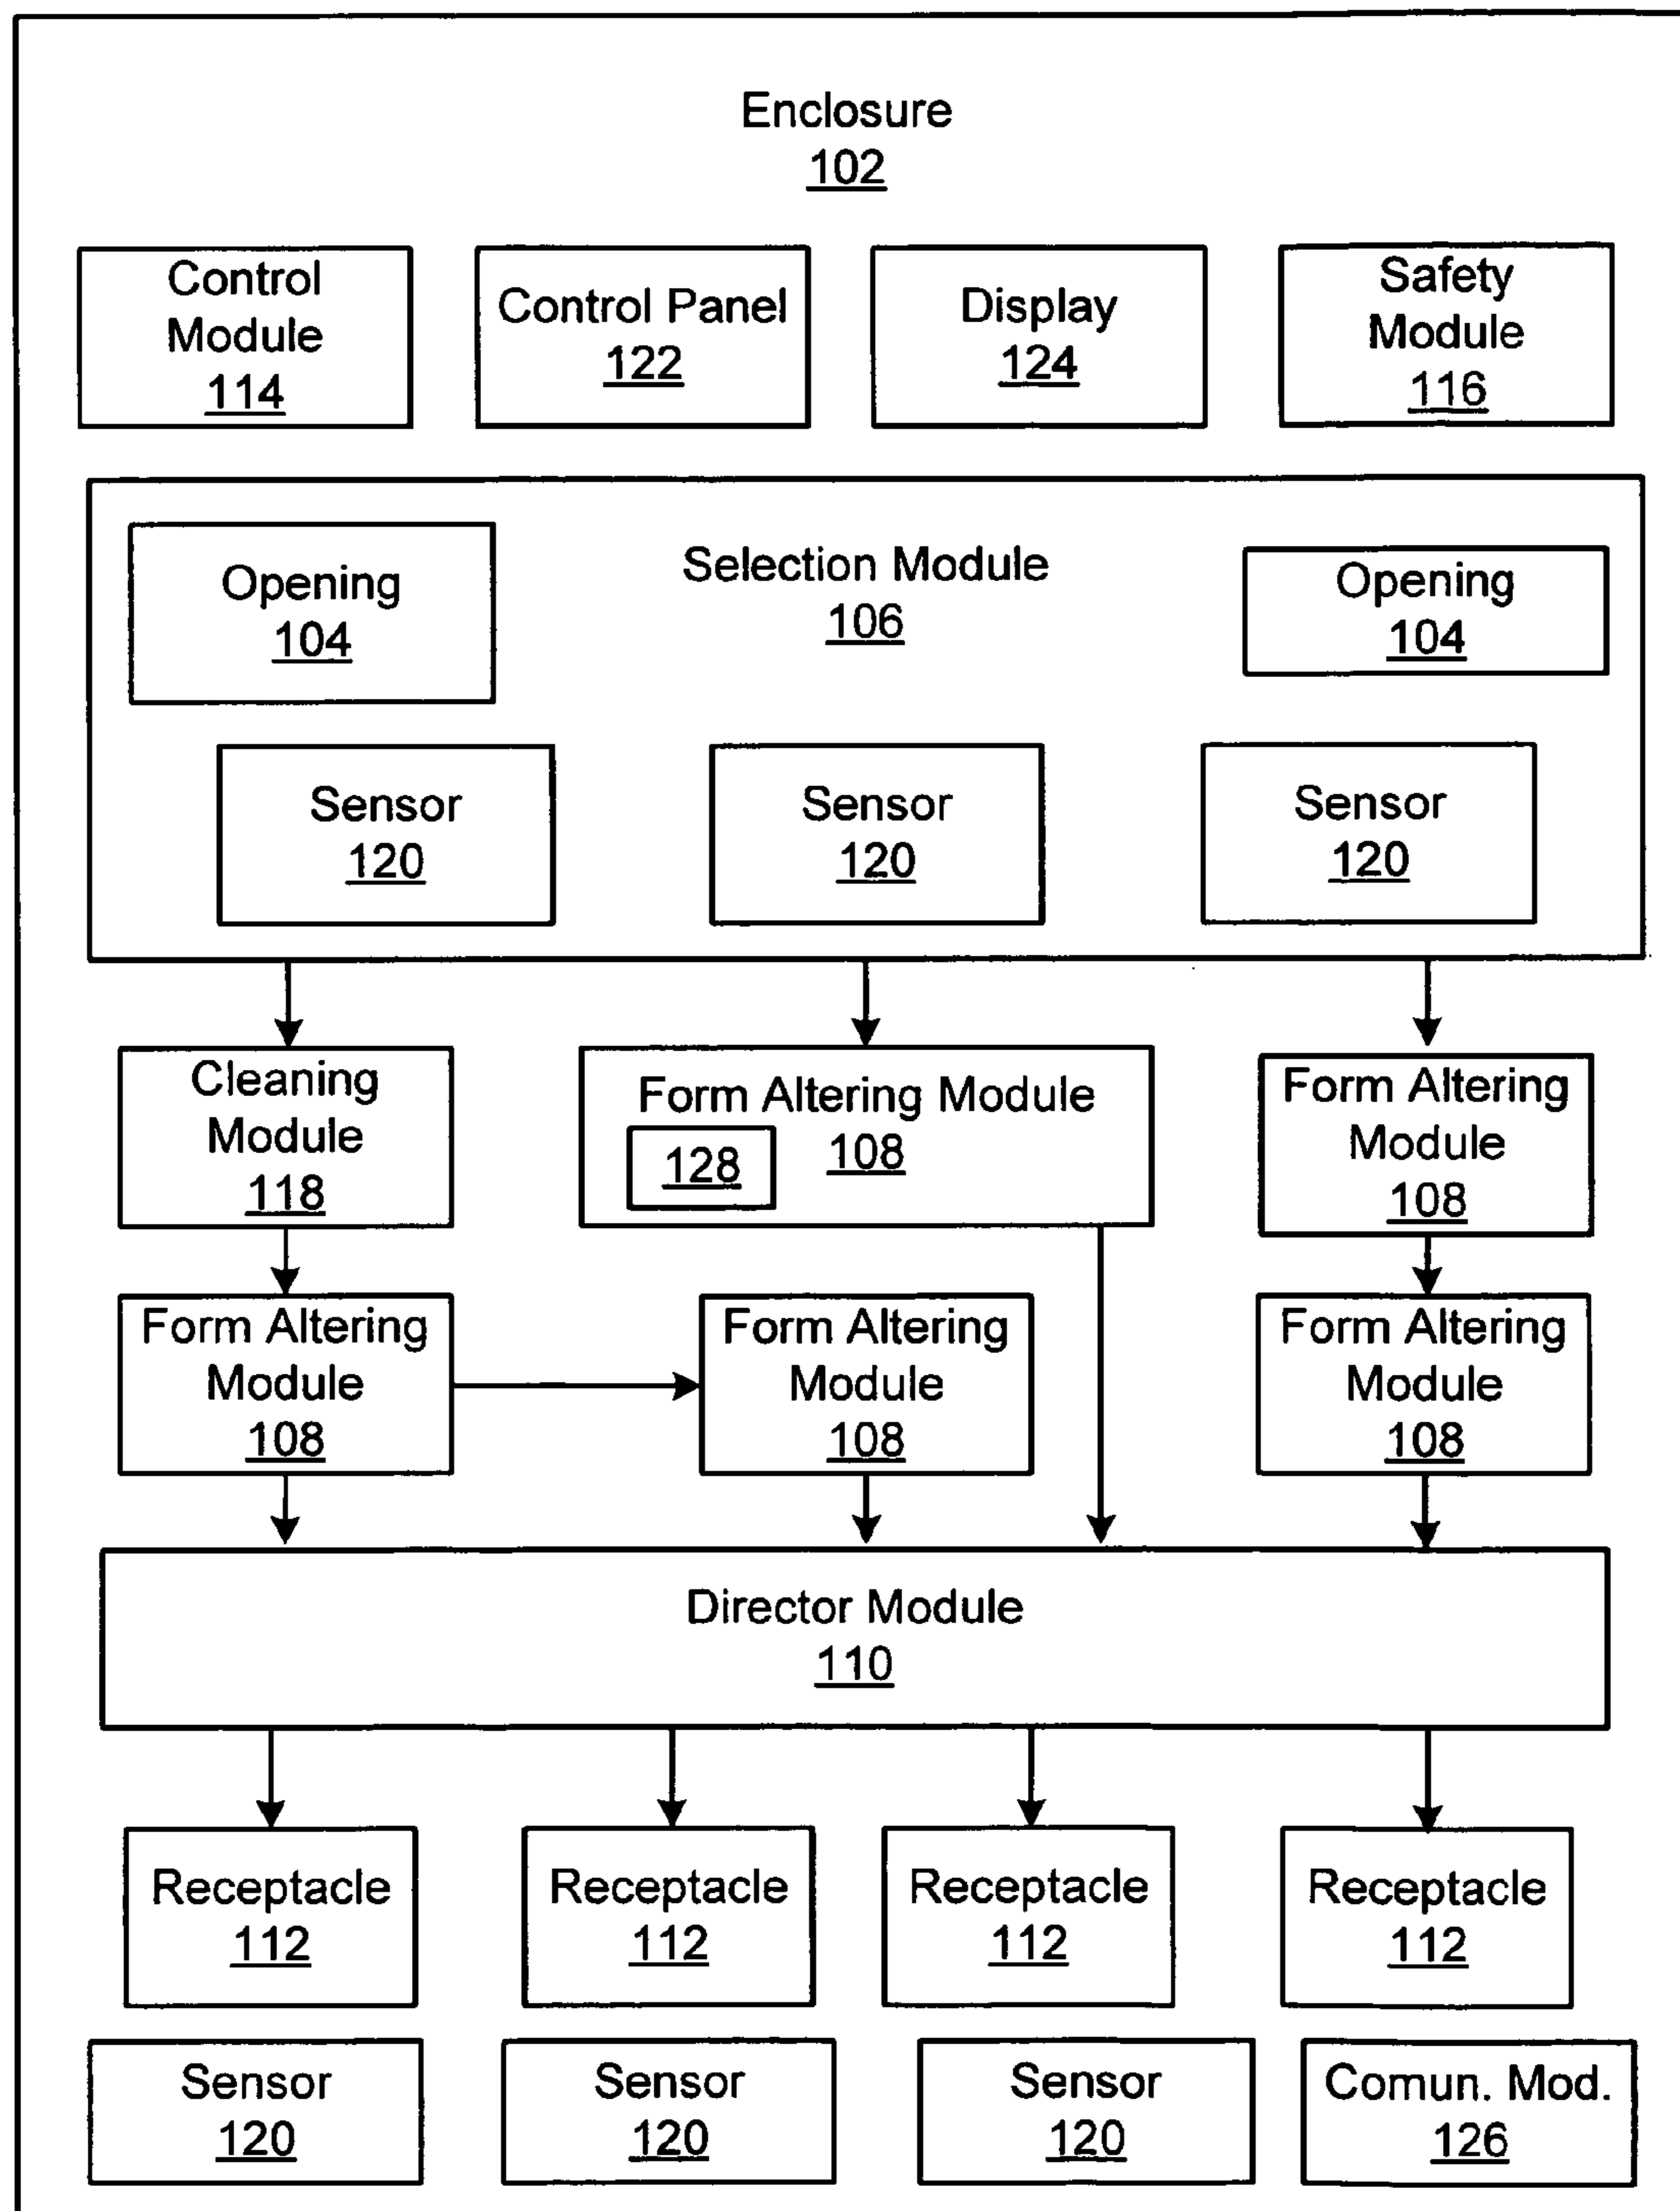 Enclosure
102
Control
Module
114
Control Panel
122
Display
124
Safety
Module
116
Selection Module
106
Opening
104
Opening
104
Sensor
120
Sensor
120
Sensor
120
Cleaning
Module
118
Form Altering Module
108
128
Form Altering
Module
108
Form Altering
Module
108
Form Altering
Module
108
Form Altering
Module
108
Director Module
110
Receptacle
112
Receptacle
112
Receptacle
112
Receptacle
112
Sensor
120
Sensor
120
Sensor
120
Comun. Mod.
126